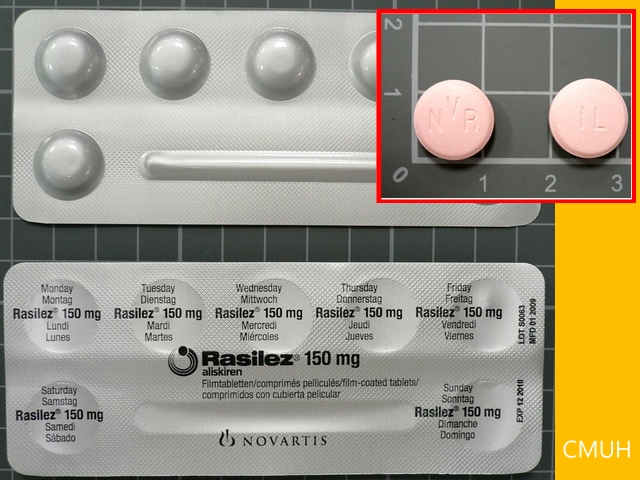 2
1
0
1
2
3
NVR
IL
Monday
Montag
Rasilez® 150 mg
Lundi
Lunes
Tuesday
Dienstag
Rasilez® 150 mg
Mardi
Martes
Wednesday
Mittwoch
Rasilez® 150 mg
Mercredi
Miércoles
Thursday
Donnerstag
Rasilez® 150 mg
Jeudi
Jueves
Friday
Freitag
Rasilez® 150 mg
Vendredi
Viernes
LOT S0063
MFD 01 2009
Rasilez® 150 mg
aliskiren
Filmtabletten/comprimés pelliculés/film-coated tablets/
comprimidos con cubierta pelicular
Saturday
Samstag
Rasilez® 150 mg
Samedi
Sábado
Sunday
Sonntag
Rasilez® 150 mg
Dimanche
Domingo
EXP 12 2010
NOVARTIS
CMUH